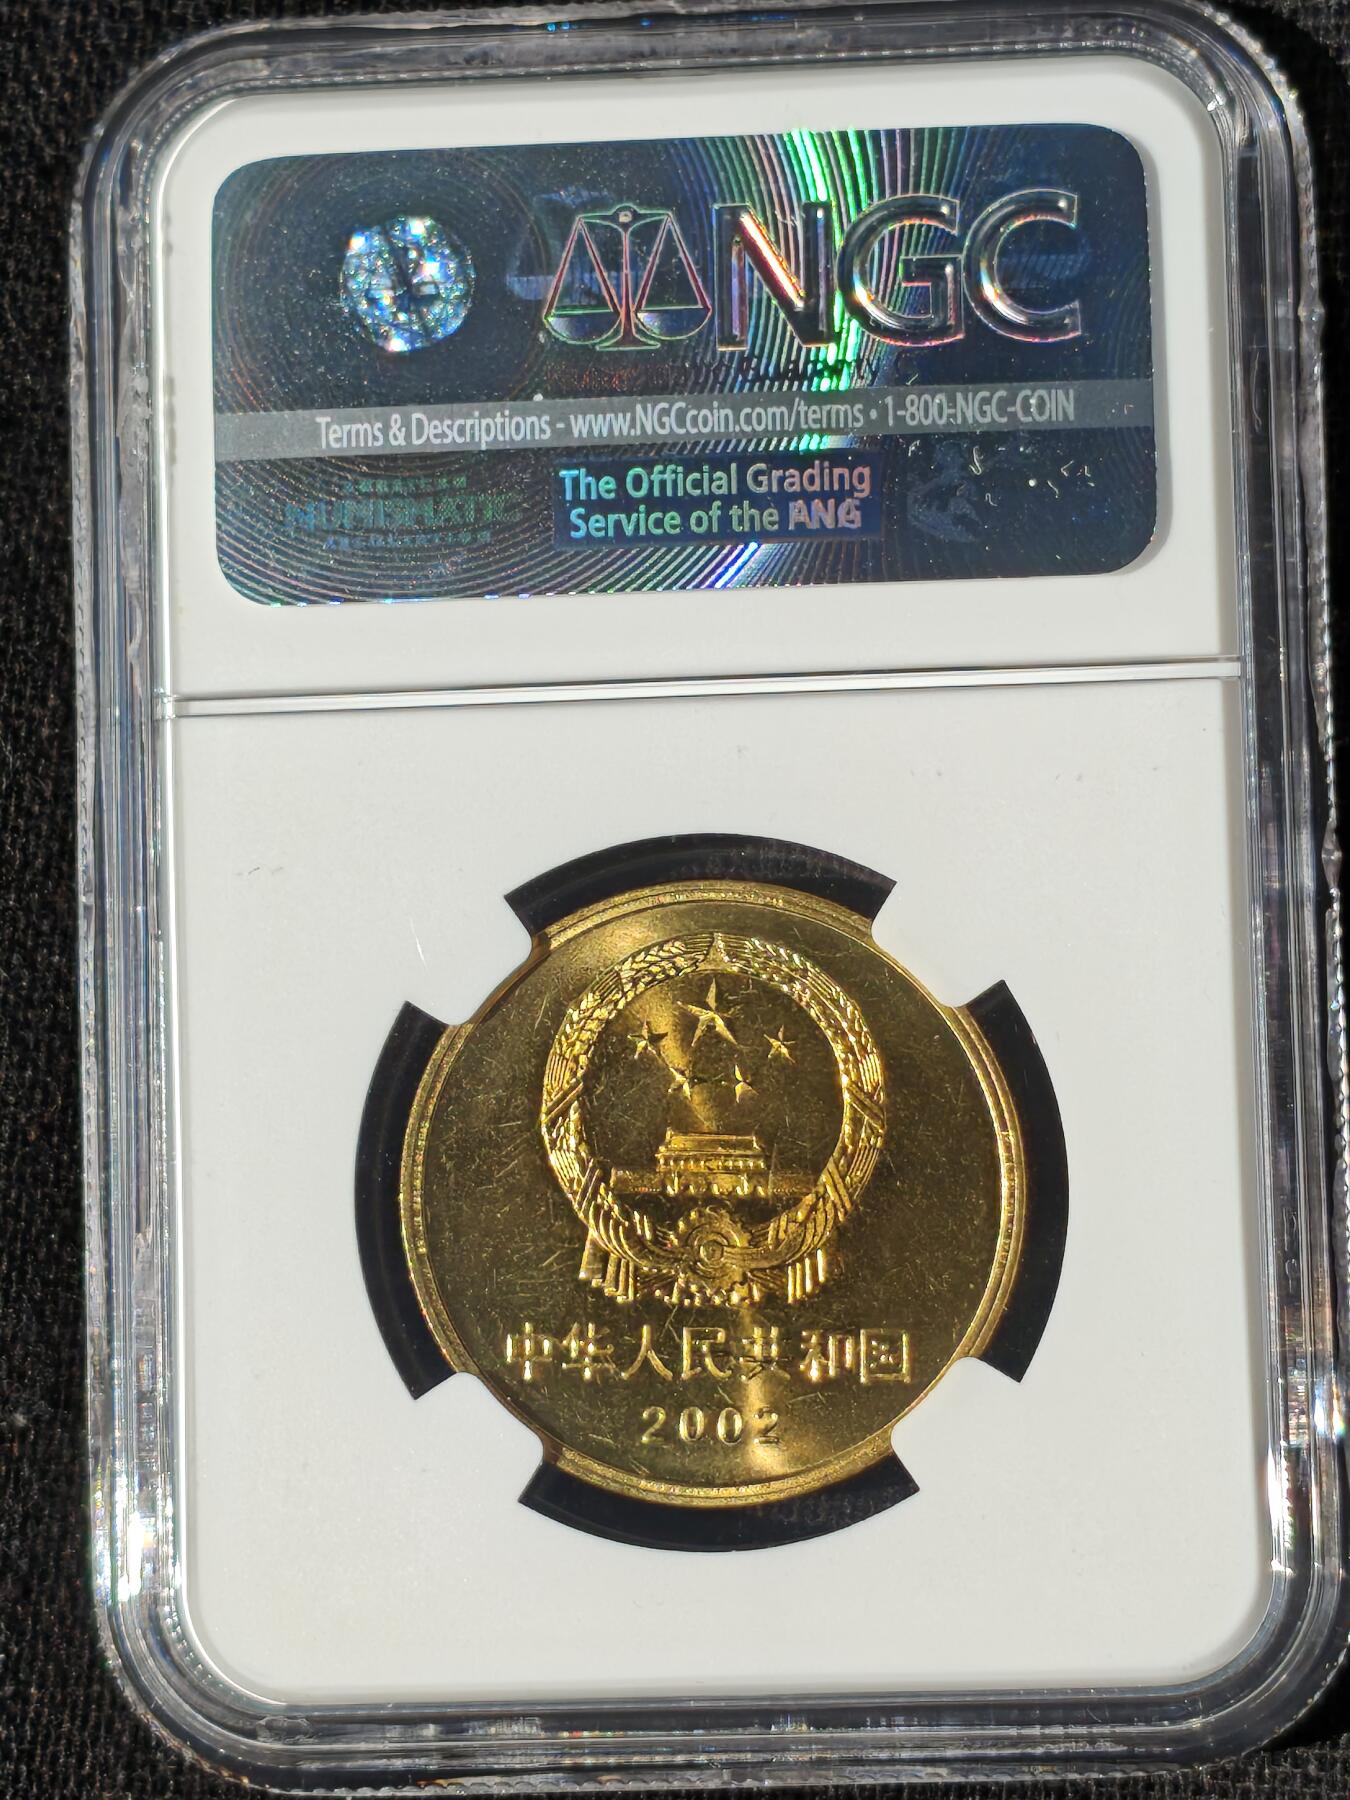 NGC
Terms & Descriptions - www.NGCcoin.com/terms • 1-800-NGC-COIN
The Official Grading
Service of the
NUMISMATIC
中华人民共和国
2002